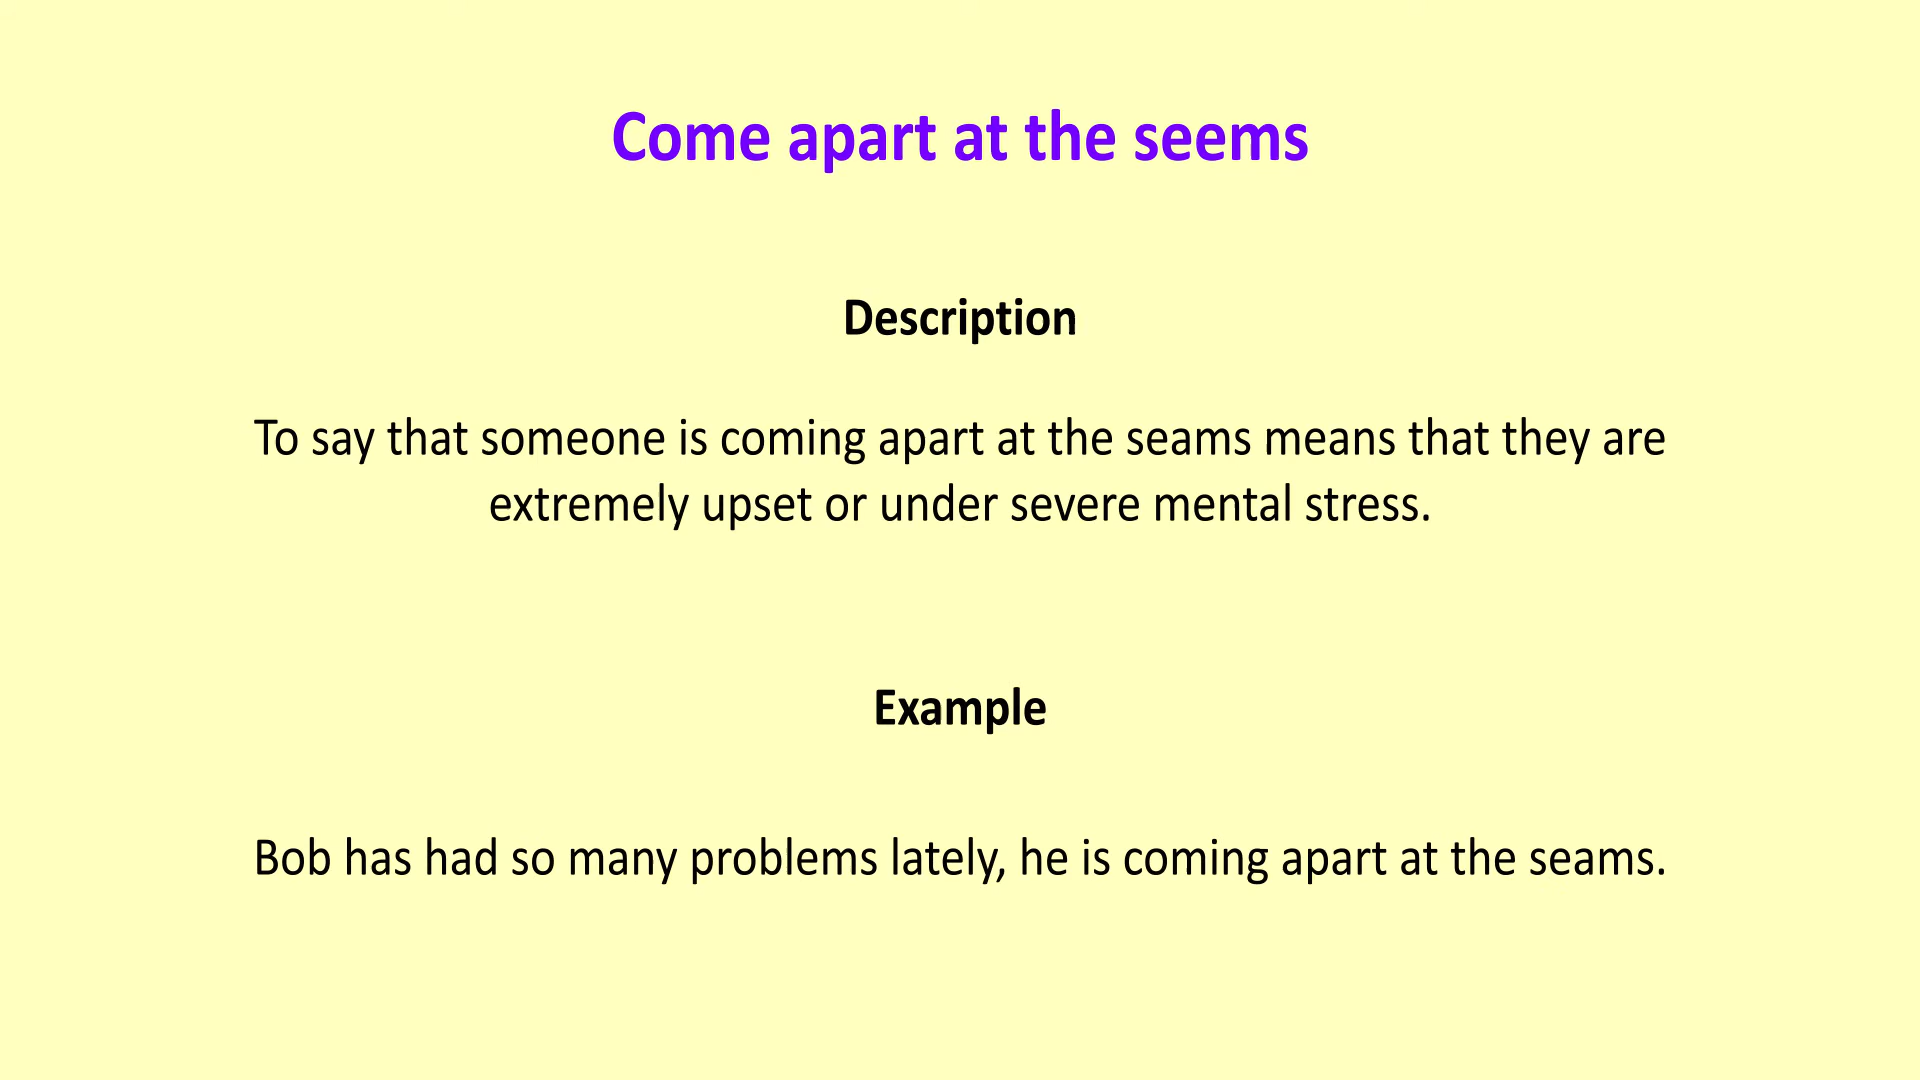 Come apart at the seems
Description
To say that someone is coming apart at the seams means that they are
extremely upset or under severe mental stress.
Example
Bob has had so many problems lately, he is coming apart at the seams.